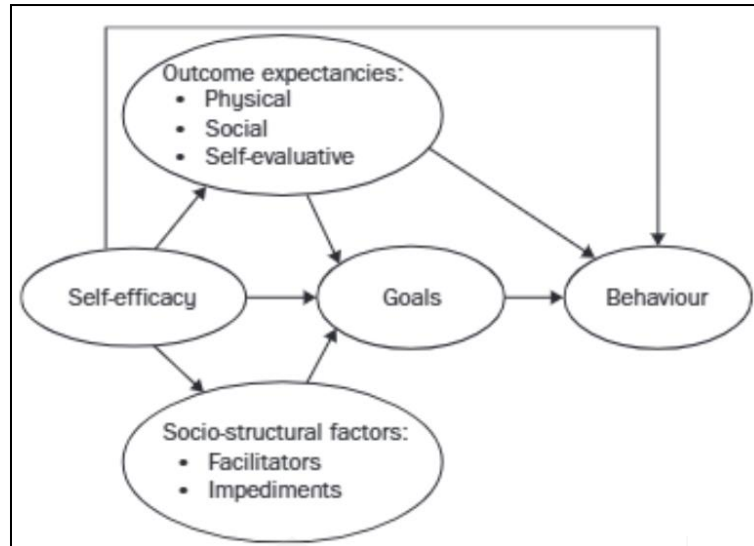 Outcome expectancies:
• Physical
• Social
• Self-evaluative
Self-efficacy
Goals
Behaviour
Socio-structural factors:
• Facilitators
• Impediments